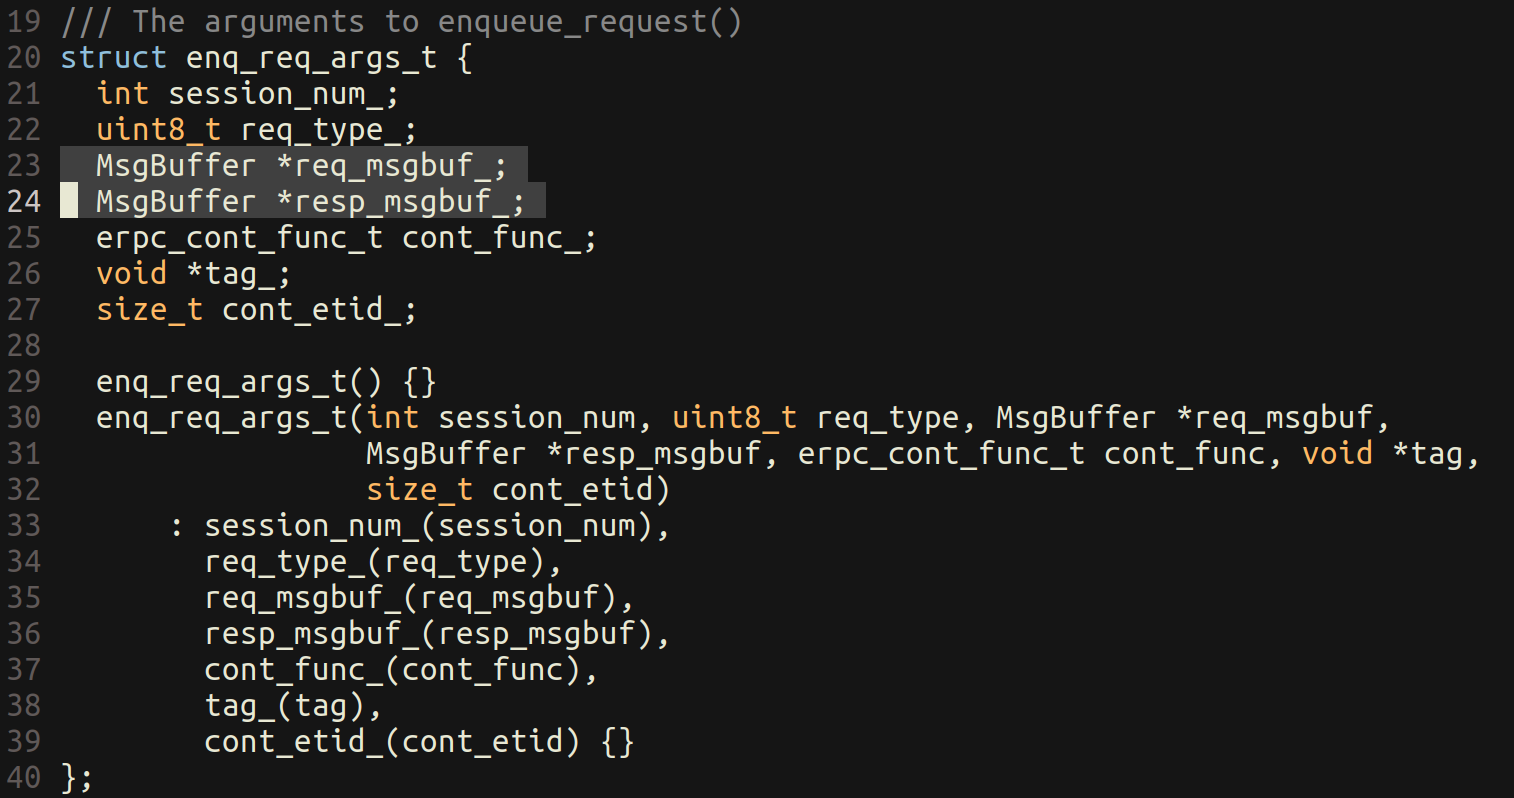 19 /// The arguments to enqueue_request()
20 struct enq_req_args_t {
21   int session_num_;
22   uint8_t req_type_;
23   MsgBuffer *req_msgbuf_;
24   MsgBuffer *resp_msgbuf_;
25   erpc_cont_func_t cont_func_;
26   void *tag_;
27   size_t cont_etid_;
28
29   enq_req_args_t() {}
30   enq_req_args_t(int session_num, uint8_t req_type, MsgBuffer *req_msgbuf,
31                  MsgBuffer *resp_msgbuf, erpc_cont_func_t cont_func, void *tag,
32                  size_t cont_etid)
33       : session_num_(session_num),
34         req_type_(req_type),
35         req_msgbuf_(req_msgbuf),
36         resp_msgbuf_(resp_msgbuf),
37         cont_func_(cont_func),
38         tag_(tag),
39         cont_etid_(cont_etid) {}
40 };